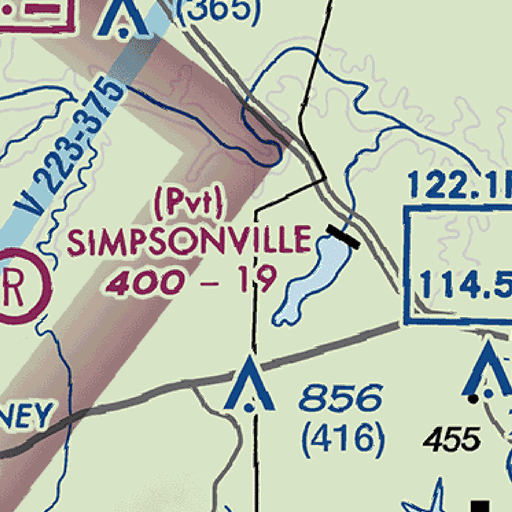 (365)
V 223-375
122.1
(Pvt)
SIMPSONVILLE
R
400 - 19
114.5
NEY
856
(416)
455